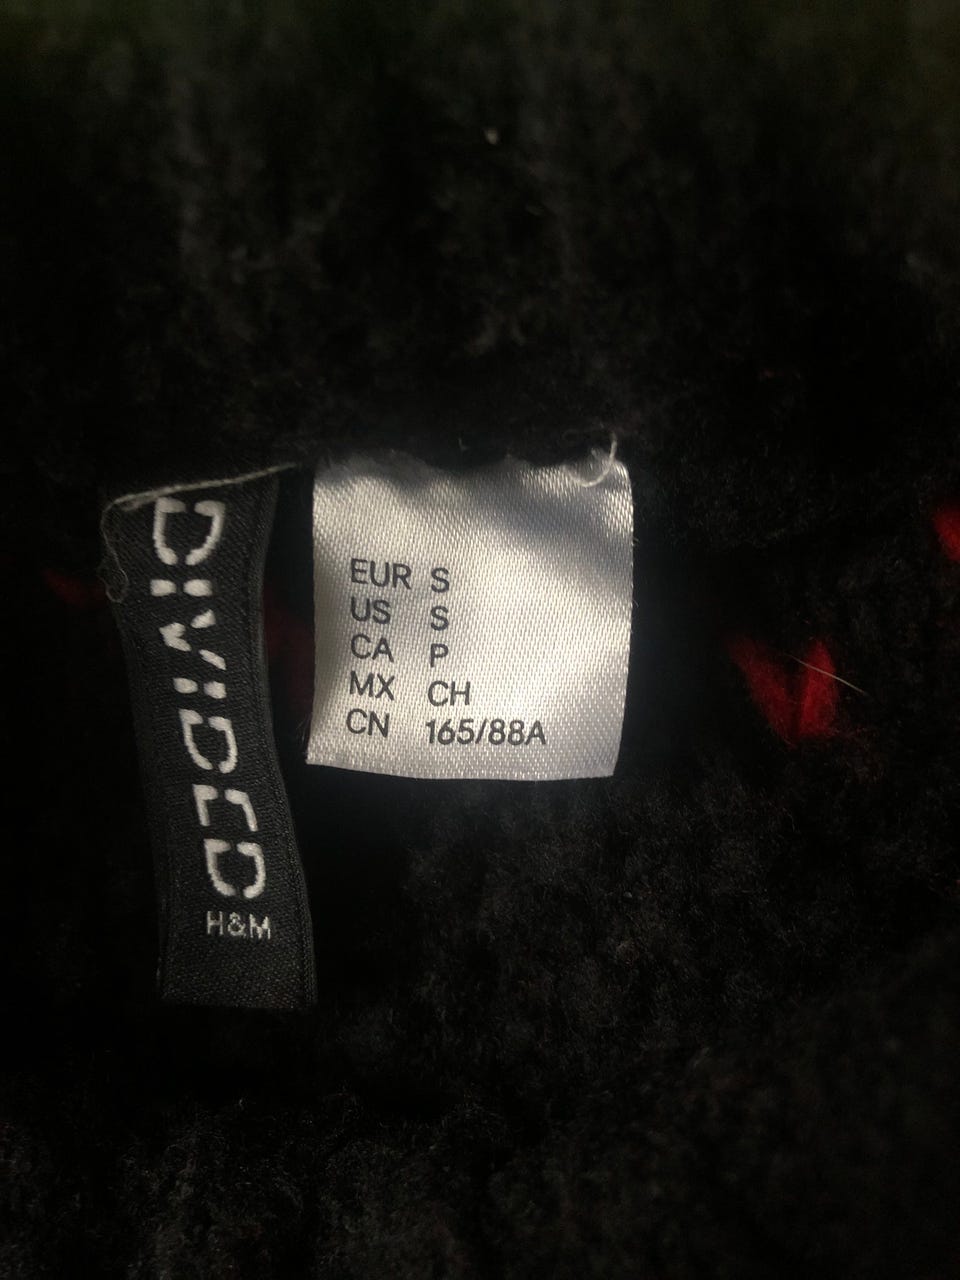 DIVIDED
H&M
EUR S
US S
CA P
MX CH
CN 165/88A